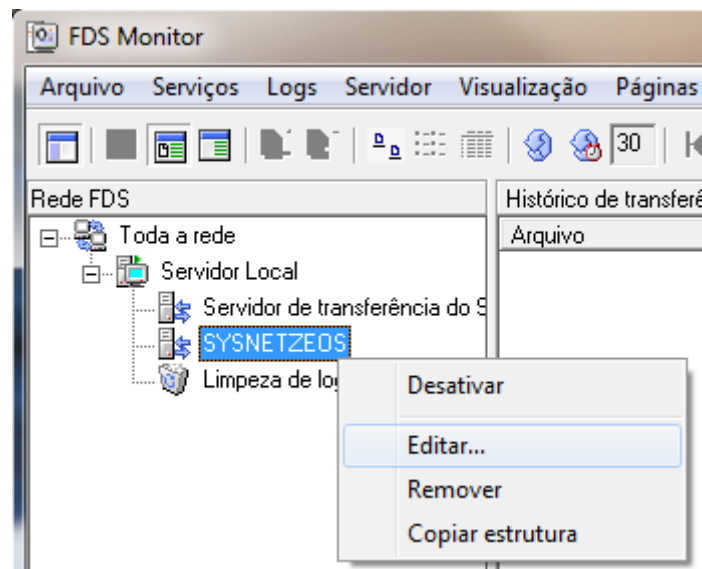 FDS Monitor
Arquivo Serviços Logs Servidor Visualização Páginas
30
Rede FDS
Histórico de transferê
Toda a rede
Arquivo
Servidor Local
Servidor de transferência do S
SYSNETZEOS
Limpeza de lo
Desativar
Editar...
Remover
Copiar estrutura